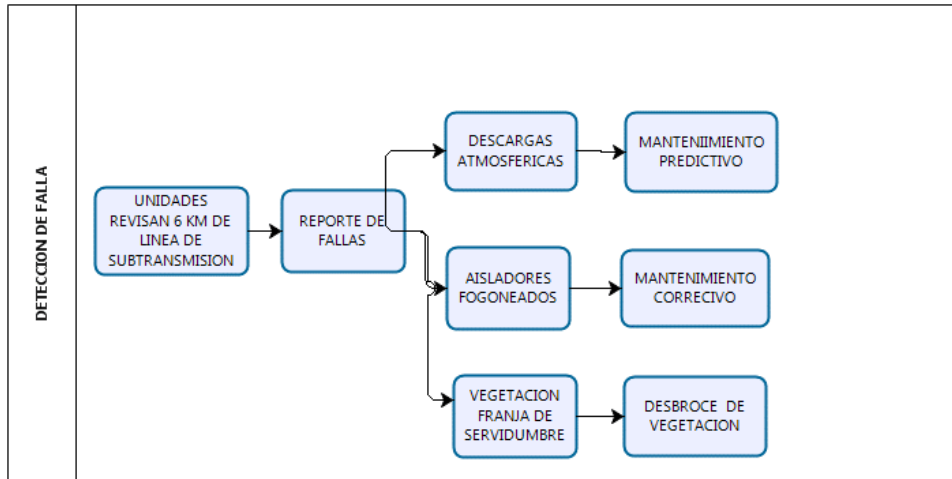 DETECCION DE FALLA
UNIDADES
REVISAN 6 KM DE
LINEA DE
SUBTRANSMISION
REPORTE DE
FALLAS
DESCARGAS
ATMOSFERICAS
MANTENIIMIENTO
PREDICTIVO
AISLADORES
FOGONEADOS
MANTENIMIENTO
CORRECIVO
VEGETACION
FRANJA DE
SERVIDUMBRE
DESBROCE DE
VEGETACION